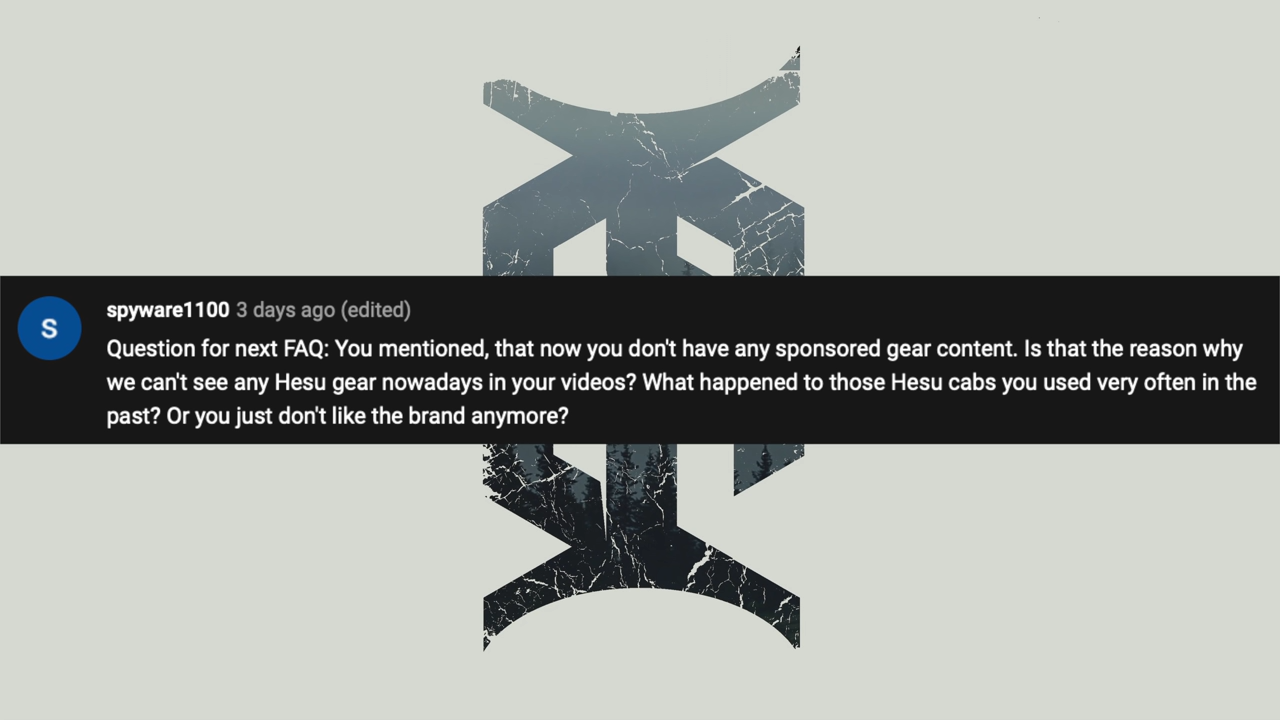 S
spyware1100 3 days ago (edited)
Question for next FAQ: You mentioned, that now you don't have any sponsored gear content. Is that the reason why
we can't see any Hesu gear nowadays in your videos? What happened to those Hesu cabs you used very often in the
past? Or you just don't like the brand anymore?